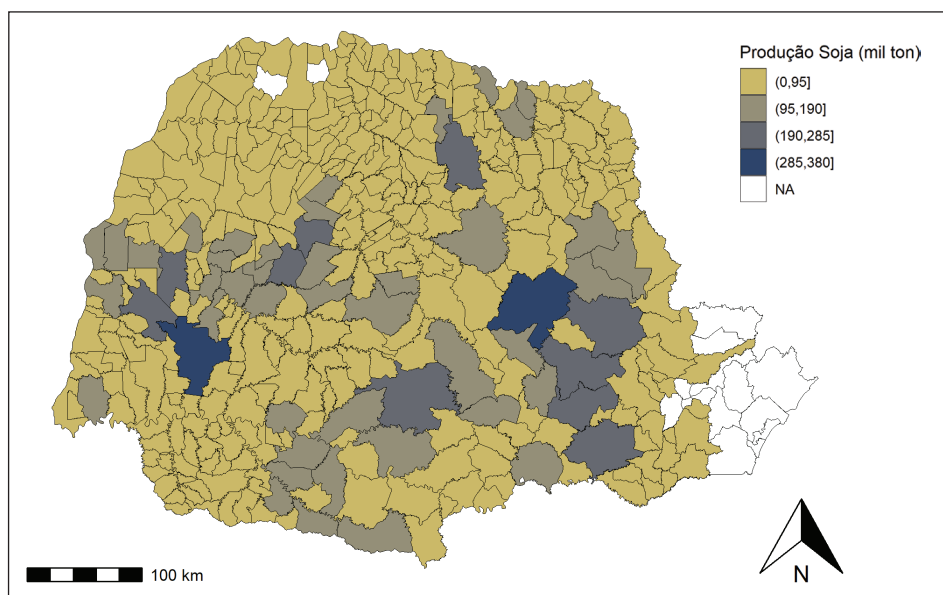 Produção Soja (mil ton)
(0,95]
(95,190]
(190,285]
(285,380]
NA
100 km
N